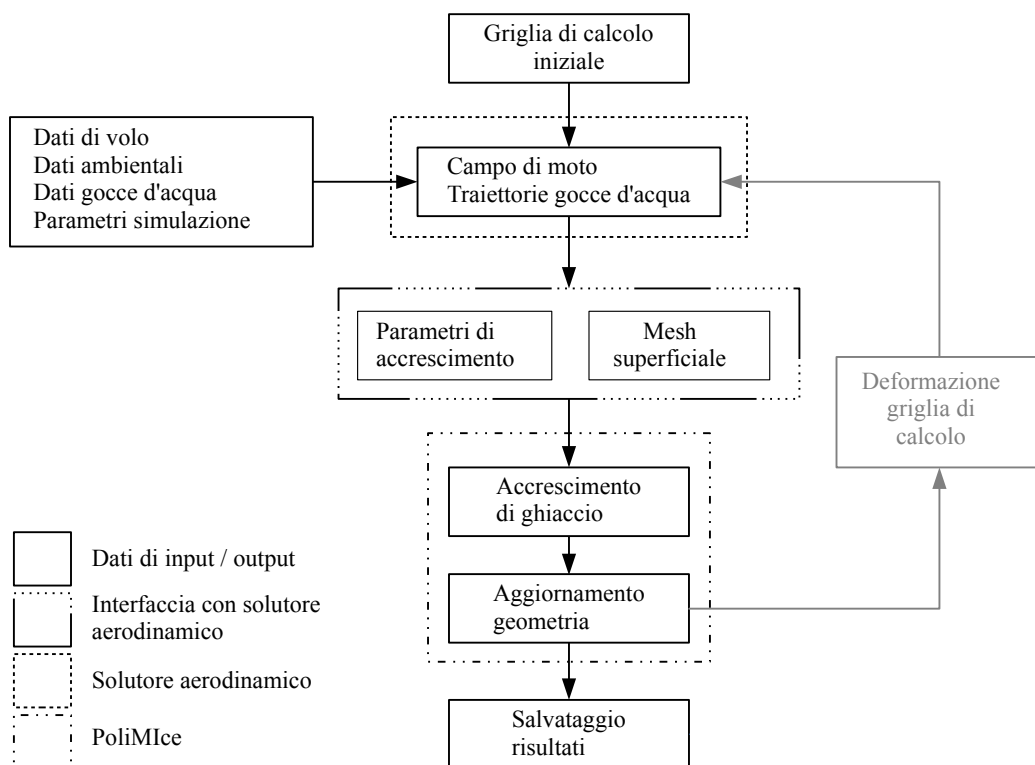 Griglia di calcolo
iniziale
Dati di volo
Dati ambientali
Dati gocce d'acqua
Parametri simulazione
Campo di moto
Traiettorie gocce d'acqua
Parametri di
accrescimento
Mesh
superficiale
Deformazione
griglia di
calcolo
Accrescimento
di ghiaccio
Aggiornamento
geometria
Salvataggio
risultati
Dati di input / output
Interfaccia con solutore
aerodinamico
Solutore aerodinamico
PoliMIce